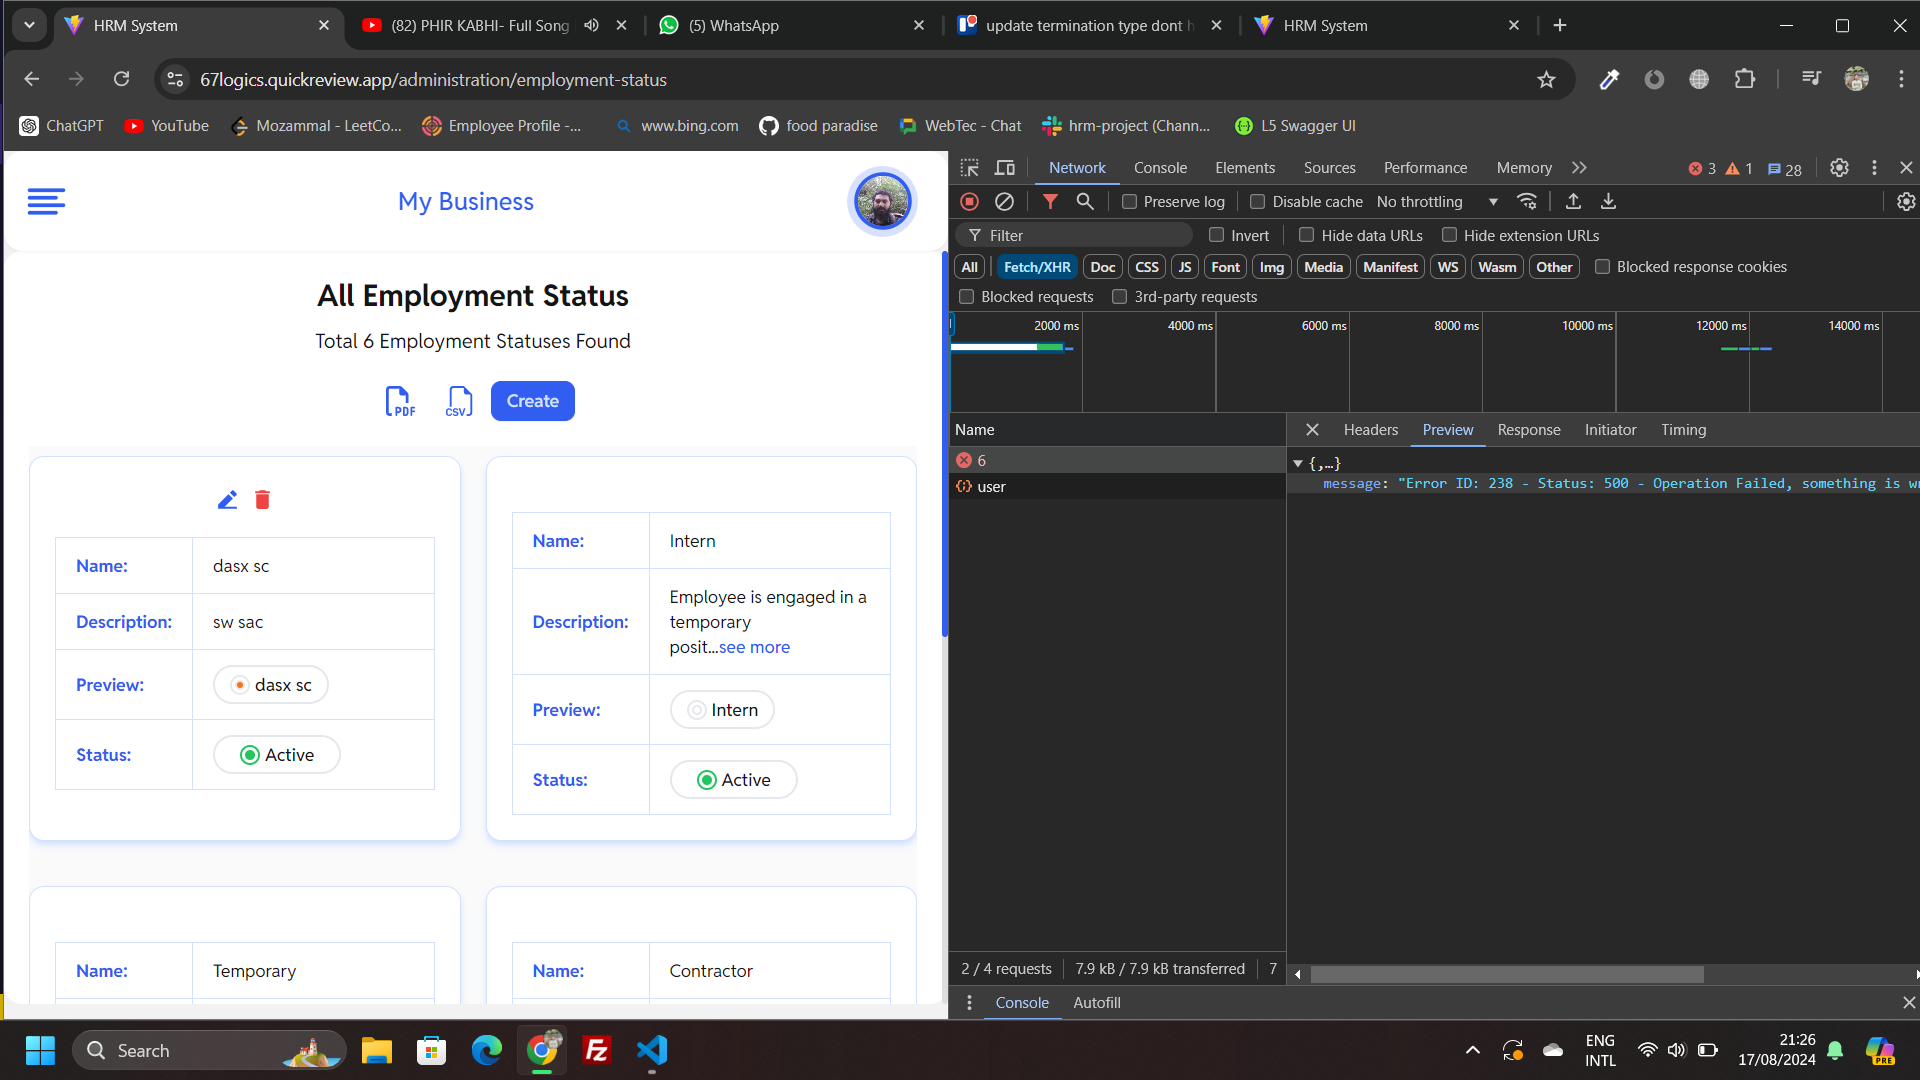 HRM System
(82) PHIR KABHI- Full Song
(5) WhatsApp
update termination type dont h
HRM System
67logics.quickreview.app/administration/employment-status
ChatGPT
YouTube
Mozammal - LeetCo...
Employee Profile -...
www.bing.com
food paradise
WebTec - Chat
hrm-project (Chann...
L5 Swagger UI
My Business
All Employment Status
Total 6 Employment Statuses Found
PDF
CSV
Create
Name: dasx sc
Description: sw sac
Preview: dasx sc
Status: Active
Name: Intern
Description: Employee is engaged in a
temporary
posit...see more
Preview: Intern
Status: Active
Name: Temporary
Name: Contractor
Network Console Elements Sources Performance Memory
3 1 28
Preserve log Disable cache No throttling
Filter Invert Hide data URLs Hide extension URLs
All Fetch/XHR Doc CSS JS Font Img Media Manifest WS Wasm Other Blocked response cookies
Blocked requests 3rd-party requests
2000 ms 4000 ms 6000 ms 8000 ms 10000 ms 12000 ms 14000 ms
Name
6
user
Headers Preview Response Initiator Timing
{,…}
message: "Error ID: 238 - Status: 500 - Operation Failed, something is w
2 / 4 requests 7.9 kB / 7.9 kB transferred 7
Console Autofill
Search
Fz
ENG
INTL
21:26
17/08/2024
PRE